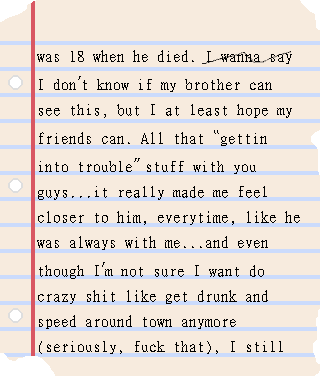 was 18 when he died. I wanna say
I don't know if my brother can
see this, but I at least hope my
friends can. All that "gettin
into trouble" stuff with you
guys...it really made me feel
closer to him, everytime, like he
was always with me...and even
though I'm not sure I want do
crazy shit like get drunk and
speed around town anymore
(seriously, fuck that), I still